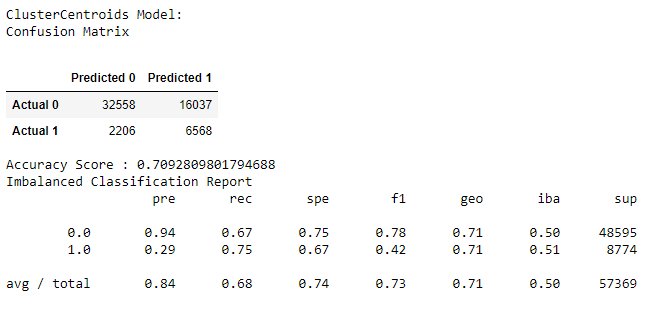 ClusterCentroids Model:
Confusion Matrix
Predicted 0 Predicted 1
Actual 0 32558 16037
Actual 1 2206 6568
Accuracy Score : 0.7092809801794688
Imbalanced Classification Report
pre rec spe f1 geo iba sup
0.0 0.94 0.67 0.75 0.78 0.71 0.50 48595
1.0 0.29 0.75 0.67 0.42 0.71 0.51 8774
avg / total 0.84 0.68 0.74 0.73 0.71 0.50 57369